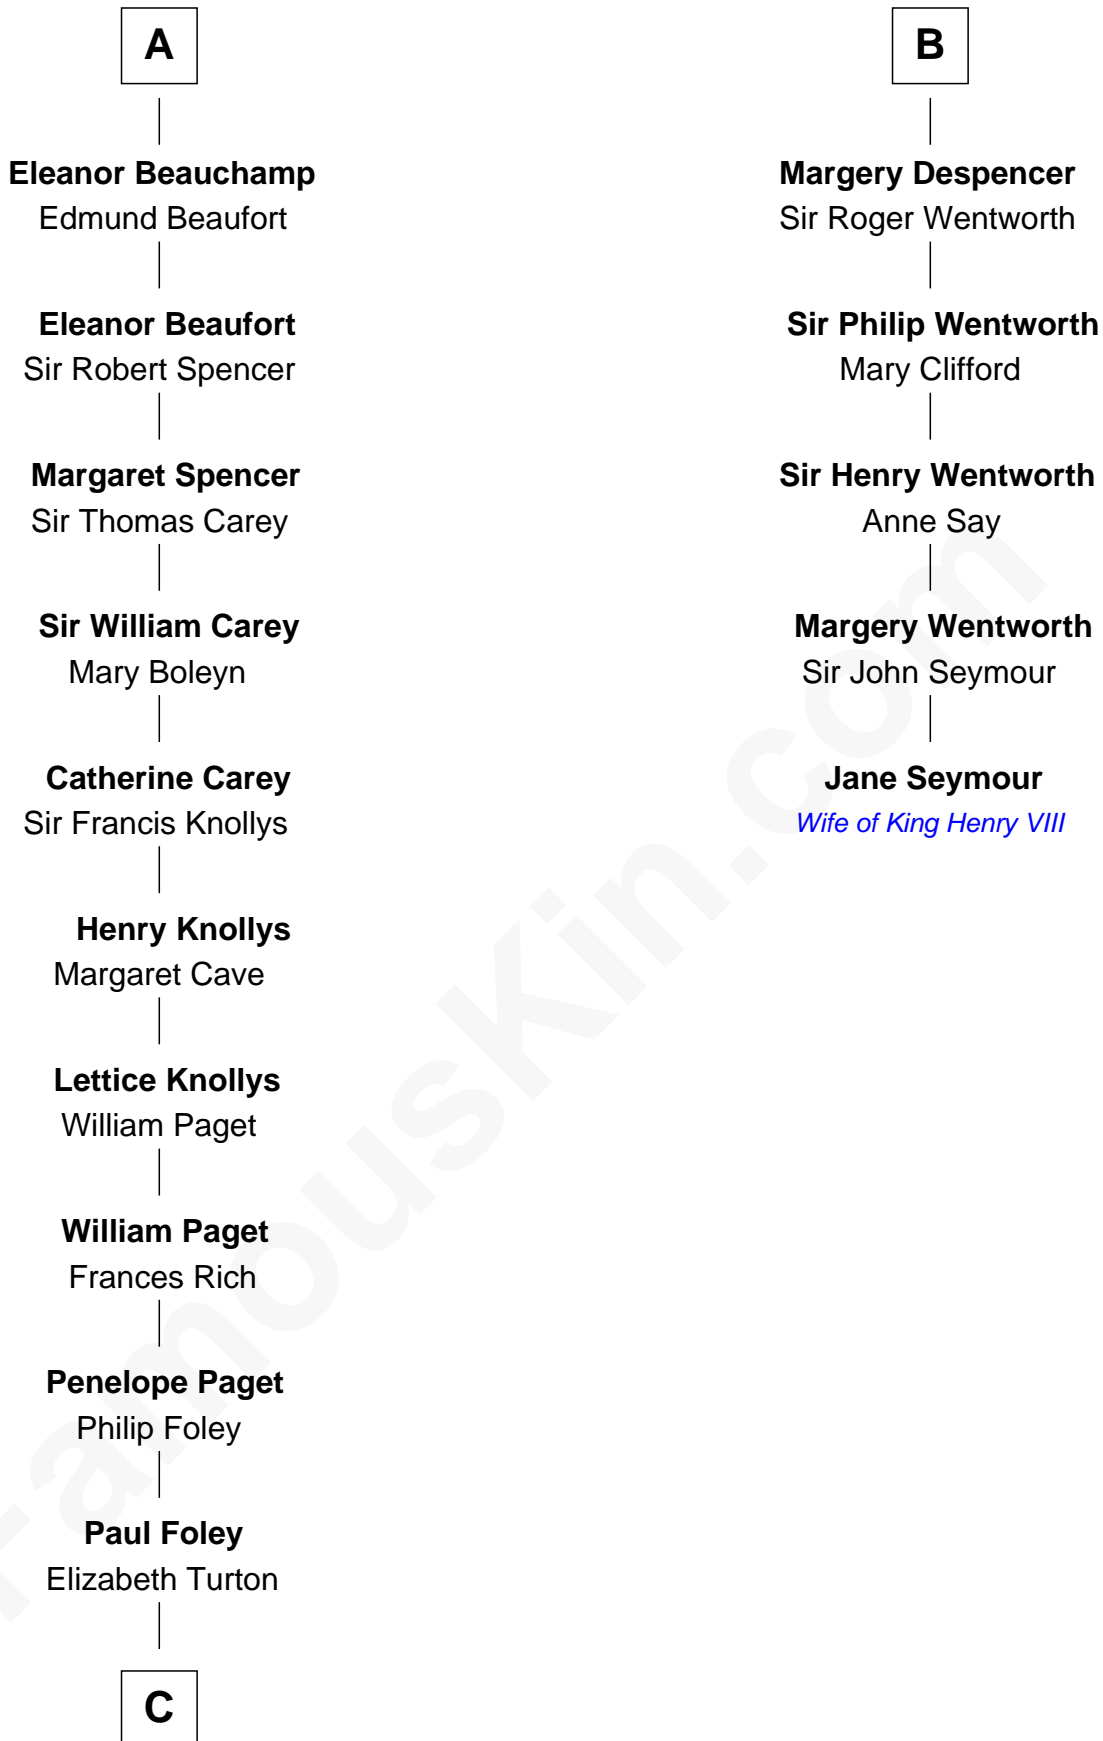 A
Eleanor Beauchamp
Edmund Beaufort
Eleanor Beaufort
Sir Robert Spencer
Margaret Spencer
Sir Thomas Carey
Sir William Carey
Mary Boleyn
Catherine Carey
Sir Francis Knollys
Henry Knollys
Margaret Cave
Lettice Knollys
William Paget
William Paget
Frances Rich
Penelope Paget
Philip Foley
Paul Foley
Elizabeth Turton
C
B
Margery Despencer
Sir Roger Wentworth
Sir Philip Wentworth
Mary Clifford
Sir Henry Wentworth
Anne Say
Margery Wentworth
Sir John Seymour
Jane Seymour
Wife of King Henry VIII
FamousKin.com